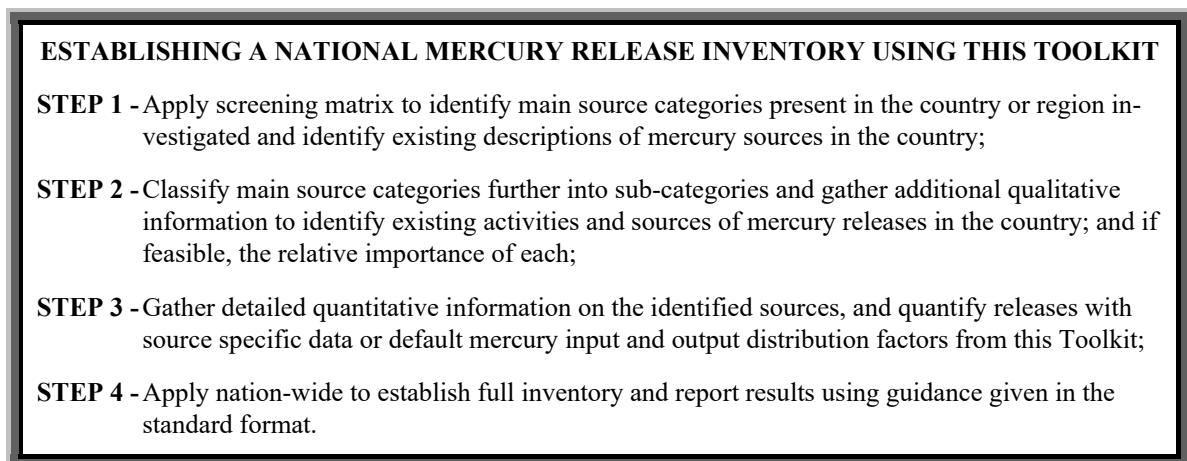 ESTABLISHING A NATIONAL MERCURY RELEASE INVENTORY USING THIS TOOLKIT
STEP 1 - Apply screening matrix to identify main source categories present in the country or region in-
vestigated and identify existing descriptions of mercury sources in the country;
STEP 2 - Classify main source categories further into sub-categories and gather additional qualitative
information to identify existing activities and sources of mercury releases in the country; and if
feasible, the relative importance of each;
STEP 3 - Gather detailed quantitative information on the identified sources, and quantify releases with
source specific data or default mercury input and output distribution factors from this Toolkit;
STEP 4 - Apply nation-wide to establish full inventory and report results using guidance given in the
standard format.